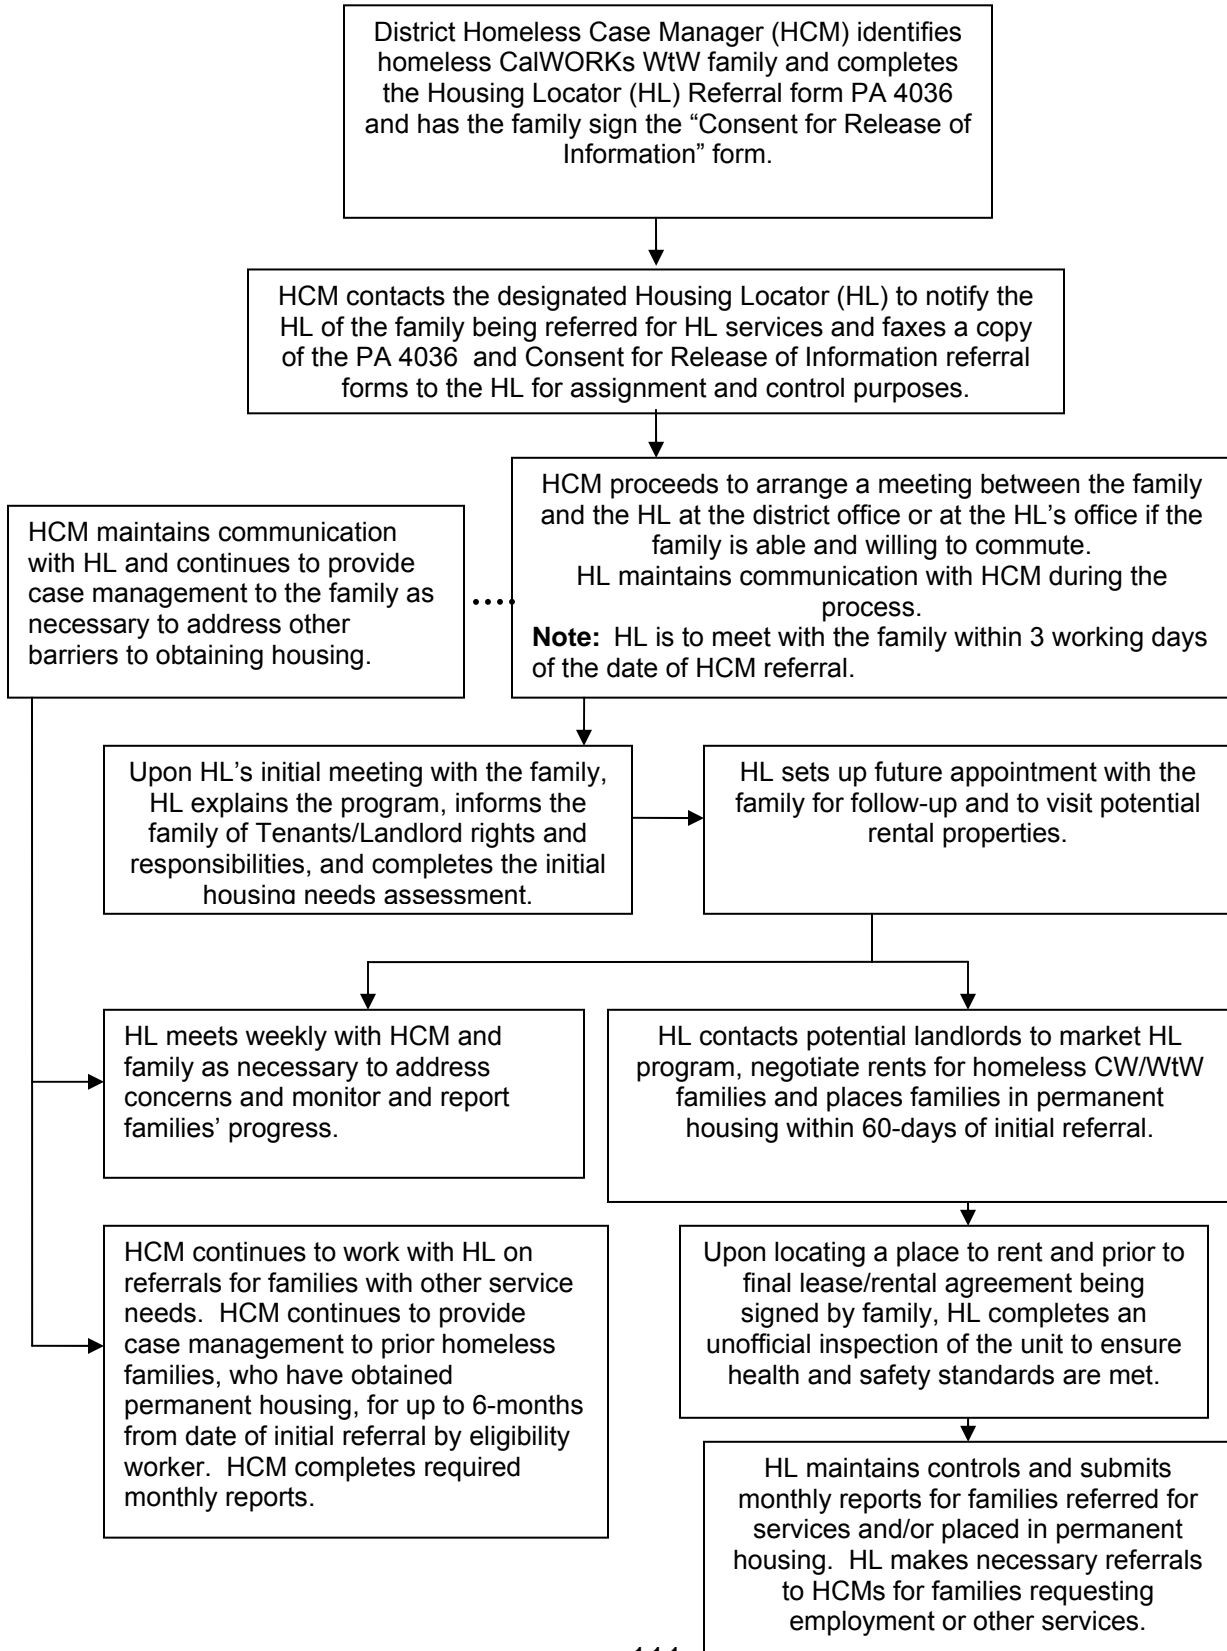 District Homeless Case Manager (HCM) identifies
homeless CalWORKs WtW family and completes
the Housing Locator (HL) Referral form PA 4036
and has the family sign the “Consent for Release of
Information” form.
HCM contacts the designated Housing Locator (HL) to notify the
HL of the family being referred for HL services and faxes a copy
of the PA 4036 and Consent for Release of Information referral
forms to the HL for assignment and control purposes.
HCM proceeds to arrange a meeting between the family
and the HL at the district office or at the HL’s office if the
family is able and willing to commute.
HL maintains communication with HCM during the
process.
Note: HL is to meet with the family within 3 working days
of the date of HCM referral.
HCM maintains communication
with HL and continues to provide
case management to the family as
necessary to address other
barriers to obtaining housing.
Upon HL’s initial meeting with the family,
HL explains the program, informs the
family of Tenants/Landlord rights and
responsibilities, and completes the initial
housing needs assessment.
HL sets up future appointment with the
family for follow-up and to visit potential
rental properties.
HL meets weekly with HCM and
family as necessary to address
concerns and monitor and report
families’ progress.
HL contacts potential landlords to market HL
program, negotiate rents for homeless CW/WtW
families and places families in permanent
housing within 60-days of initial referral.
HCM continues to work with HL on
referrals for families with other service
needs. HCM continues to provide
case management to prior homeless
families, who have obtained
permanent housing, for up to 6-months
from date of initial referral by eligibility
worker. HCM completes required
monthly reports.
Upon locating a place to rent and prior to
final lease/rental agreement being
signed by family, HL completes an
unofficial inspection of the unit to ensure
health and safety standards are met.
HL maintains controls and submits
monthly reports for families referred for
services and/or placed in permanent
housing. HL makes necessary referrals
to HCMs for families requesting
employment or other services.